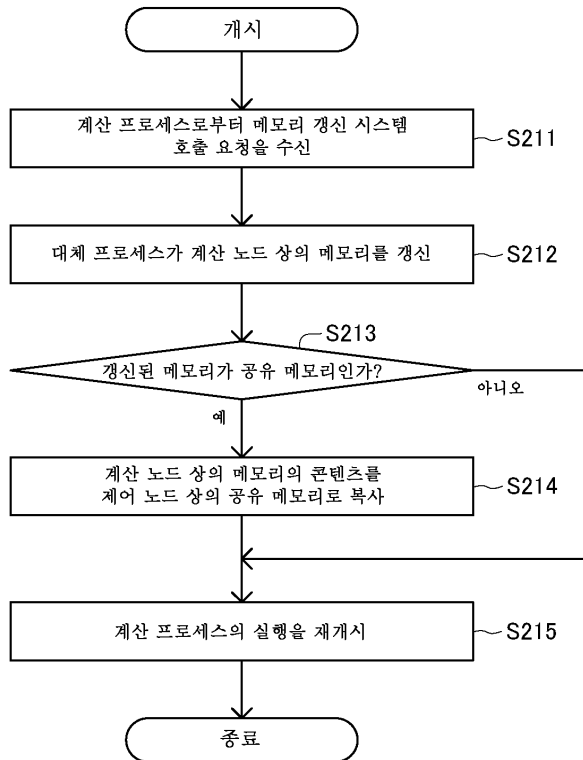 개시
계산 프로세스로부터 메모리 갱신 시스템
호출 요청을 수신
S211
대체 프로세스가 계산 노드 상의 메모리를 갱신
S212
S213
갱신된 메모리가 공유 메모리인가?
아니오
예
계산 노드 상의 메모리의 콘텐츠를
제어 노드 상의 공유 메모리로 복사
S214
계산 프로세스의 실행을 재개시
S215
종료